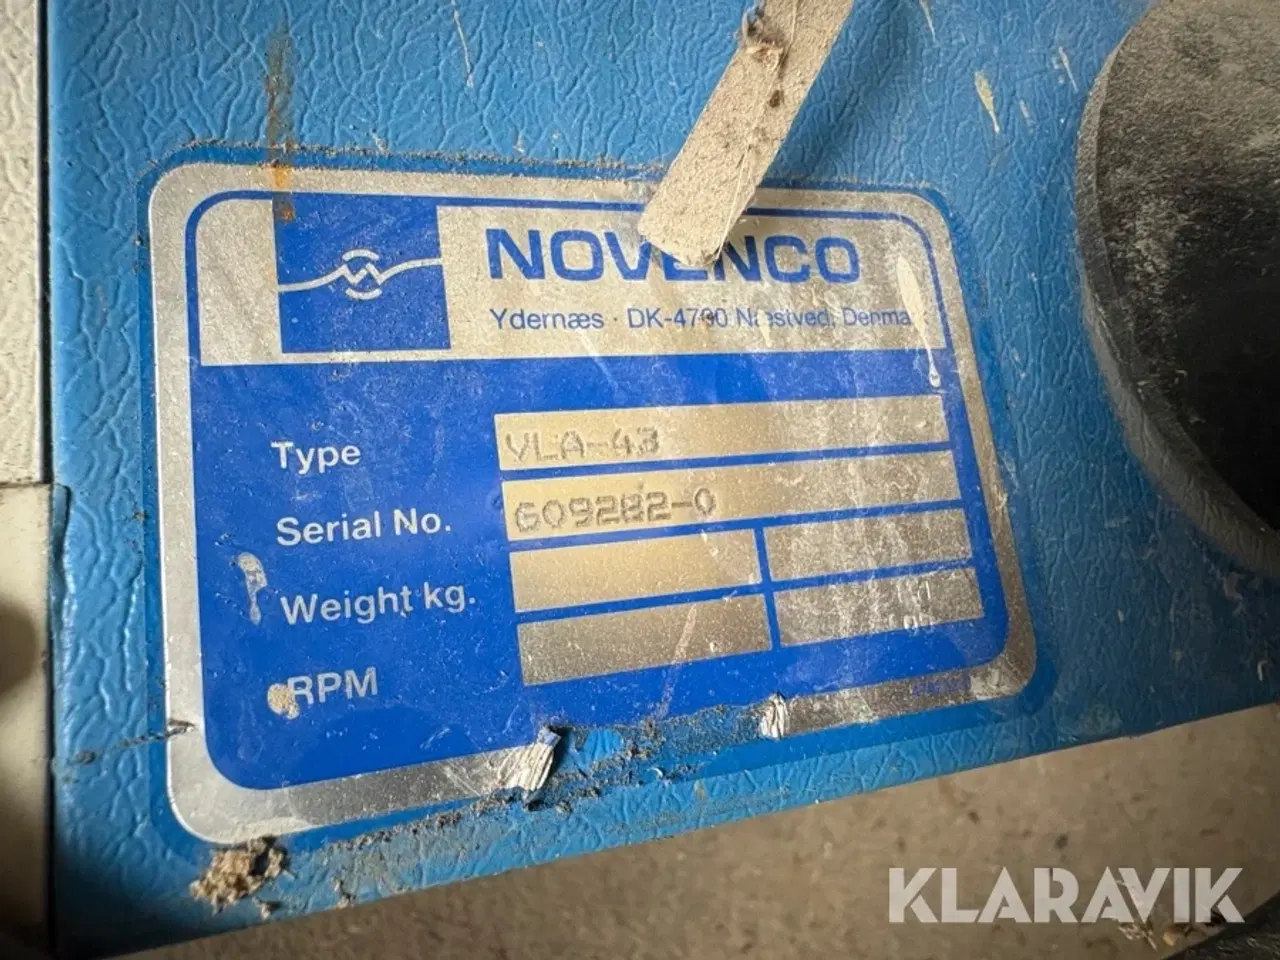 NOVENCO
Ydernæs · DK-4700 Næstved, Denma
Type VLA-43
Serial No. 609282-0
Weight kg.
RPM
KLARAVIK